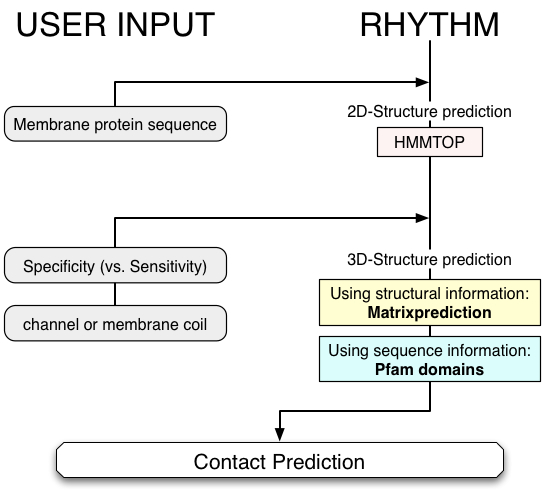 USER INPUT
RHYTHM
2D-Structure prediction
Membrane protein sequence
HMMTOP
3D-Structure prediction
Specificity (vs. Sensitivity)
Using structural information:
Matrixprediction
channel or membrane coil
Using sequence information:
Pfam domains
Contact Prediction